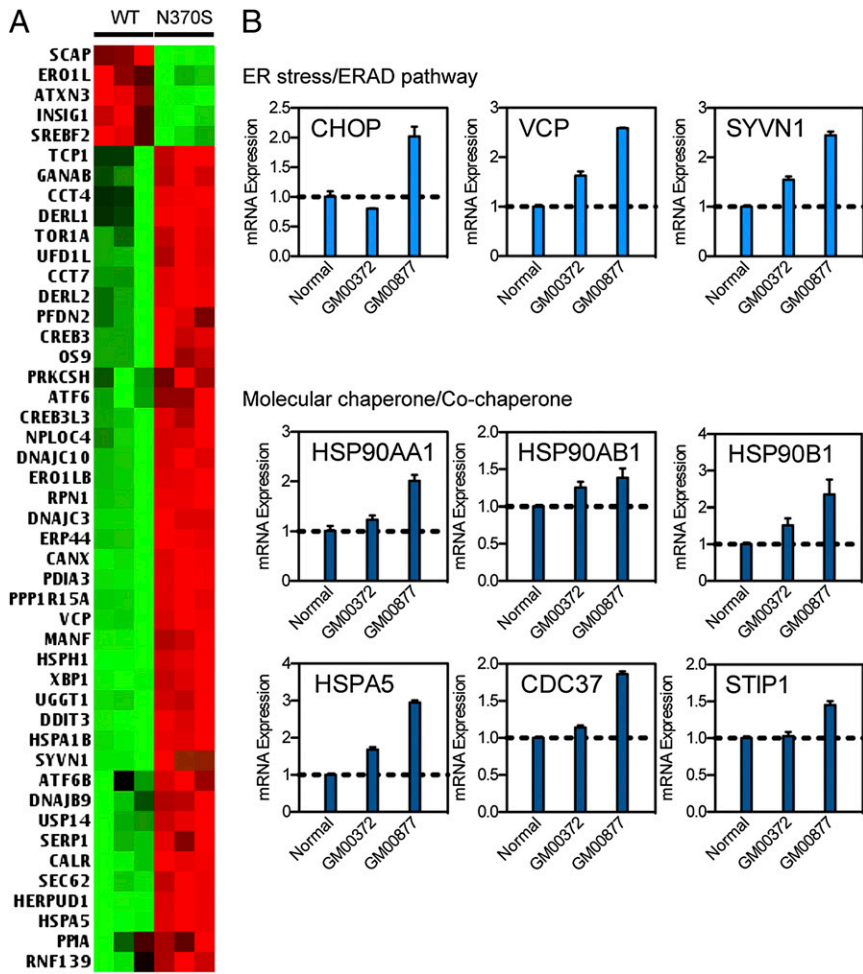 A
WT N370S
SCAP
ERO1L
ATXN3
INSIG1
SREBF2
TCP1
GANAB
CCT4
DERL1
TOR1A
UFD1L
CCT7
DERL2
PFDN2
CREB3
OS9
PRKCSH
ATF6
CREB3L3
NPLOC4
DNAJC10
ERO1LB
RPN1
DNAJC3
ERP44
CANX
PDIA3
PPP1R15A
VCP
MANF
HSPH1
XBP1
UGGT1
DDIT3
HSPA1B
SYVN1
ATF6B
DNAJB9
USP14
SERP1
CALR
SEC62
HERPUD1
HSPA5
PPIA
RNF139
B
ER stress/ERAD pathway
CHOP
mRNA Expression
2.5
2.0
1.5
1.0
0.5
0.0
Normal
GM00372
GM00877
VCP
mRNA Expression
3
2
1
0
Normal
GM00372
GM00877
SYVN1
mRNA Expression
3
2
1
0
Normal
GM00372
GM00877
Molecular chaperone/Co-chaperone
HSP90AA1
mRNA Expression
3
2
1
0
Normal
GM00372
GM00877
HSP90AB1
mRNA Expression
2.0
1.5
1.0
0.5
0.0
Normal
GM00372
GM00877
HSP90B1
mRNA Expression
4
3
2
1
0
Normal
GM00372
GM00877
HSPA5
mRNA Expression
4
3
2
1
0
Normal
GM00372
GM00877
CDC37
mRNA Expression
2.0
1.5
1.0
0.5
0.0
Normal
GM00372
GM00877
STIP1
mRNA Expression
2.0
1.5
1.0
0.5
0.0
Normal
GM00372
GM00877